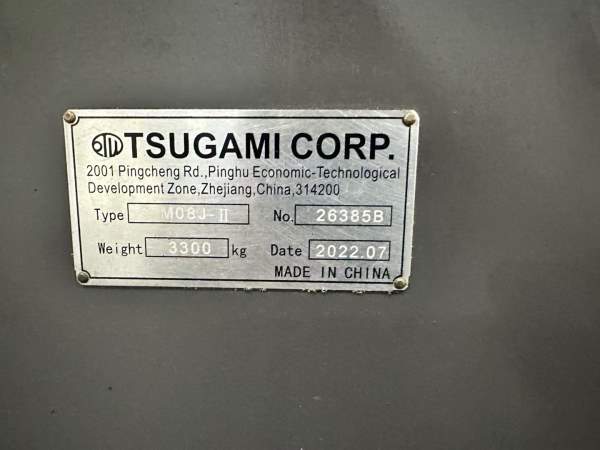 TSUGAMI CORP.
2001 Pingcheng Rd.,Pinghu Economic-Technological
Development Zone,Zhejiang,China,314200
Type M08J-II No. 26385B
Weight 3300 kg Date 2022.07
MADE IN CHINA